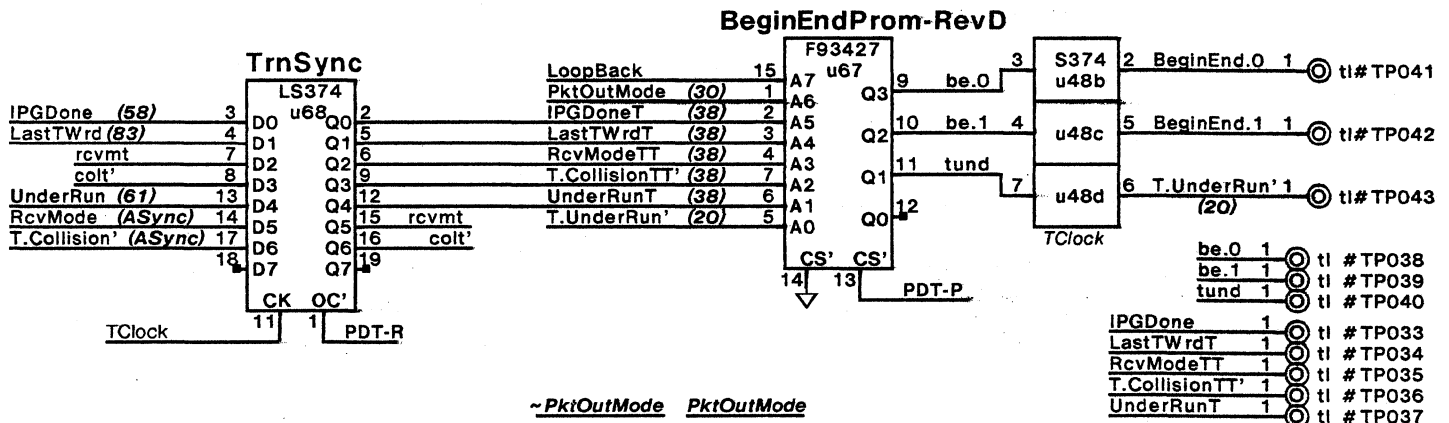 BeginEndProm-RevD
TrnSync
LS374
u68
IPGDone (58) 3 D0 Q0 2
LastTWrd (83) 4 D1 Q1 5
rcvmt 7 D2 Q2 6
colt' 8 D3 Q3 9
UnderRun (61) 13 D4 Q4 12
RcvMode (ASync) 14 D5 Q5 15 rcvmt
T.Collision' (ASync) 17 D6 Q6 16 colt'
18 D7 Q7 19
CK OC'
11 1
TClock PDT-R
F93427
u67
LoopBack 15 A7
PktOutMode (30) 1 A6
IPGDoneT (38) 2 A5
LastTWrdT (38) 3 A4
RcvModeTT (38) 4 A3
T.CollisionTT' (38) 7 A2
UnderRunT (38) 6 A1
T.UnderRun' (20) 5 A0
Q3 9 be.0 3
Q2 10 be.1 4
Q1 11 tund 7
Q0 12
CS' CS'
14 13
PDT-P
S374
u48b 2 BeginEnd.0 1 tl#TP041
u48c 5 BeginEnd.1 1 tl#TP042
u48d 6 T.UnderRun' 1 tl#TP043
(20)
TClock
be.0 1 tl #TP038
be.1 1 tl #TP039
tund 1 tl #TP040
IPGDone 1 tl #TP033
LastTWrdT 1 tl #TP034
RcvModeTT 1 tl #TP035
T.CollisionTT' 1 tl #TP036
UnderRunT 1 tl #TP037
~PktOutMode PktOutMode